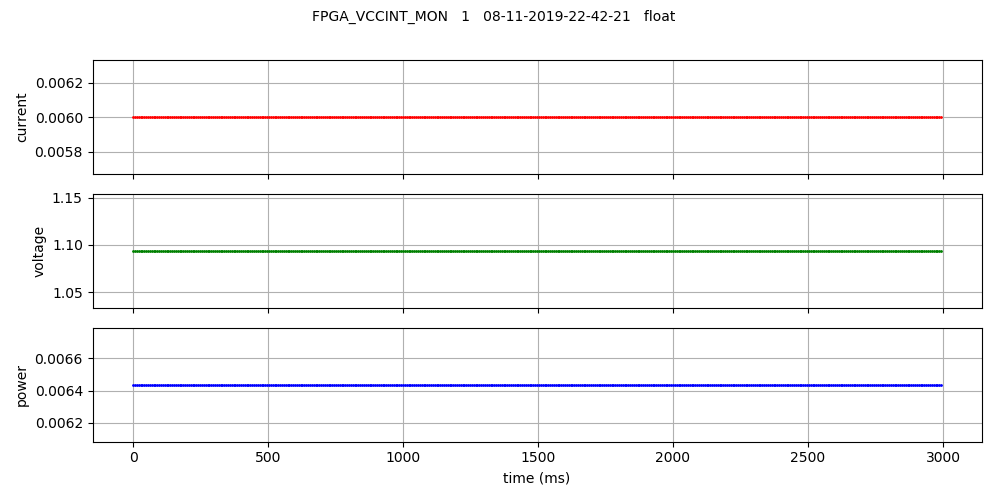 FPGA_VCCINT_MON 1 08-11-2019-22-42-21 float
0.0062
0.0060
0.0058
current
1.15
1.10
1.05
voltage
0.0066
0.0064
0.0062
power
0 500 1000 1500 2000 2500 3000
time (ms)